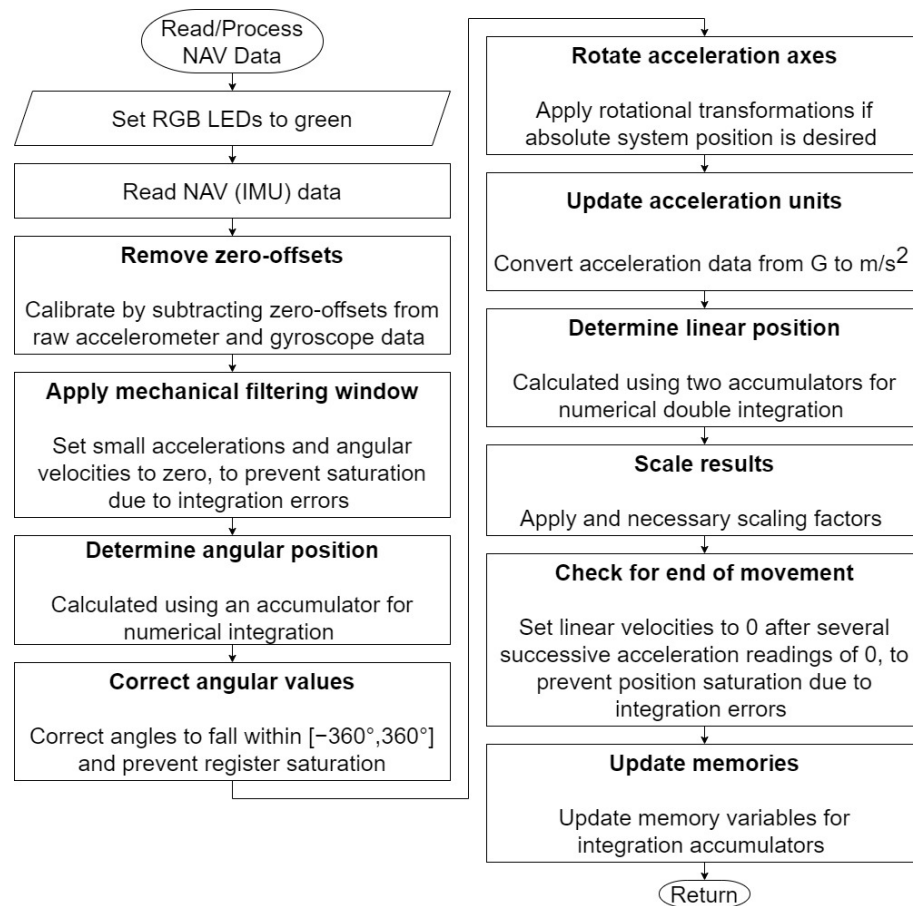 Read/Process
NAV Data
Set RGB LEDs to green
Read NAV (IMU) data
Remove zero-offsets
Calibrate by subtracting zero-offsets from
raw accelerometer and gyroscope data
Apply mechanical filtering window
Set small accelerations and angular
velocities to zero, to prevent saturation
due to integration errors
Determine angular position
Calculated using an accumulator for
numerical integration
Correct angular values
Correct angles to fall within [−360°,360°]
and prevent register saturation
Rotate acceleration axes
Apply rotational transformations if
absolute system position is desired
Update acceleration units
Convert acceleration data from G to m/s²
Determine linear position
Calculated using two accumulators for
numerical double integration
Scale results
Apply and necessary scaling factors
Check for end of movement
Set linear velocities to 0 after several
successive acceleration readings of 0, to
prevent position saturation due to
integration errors
Update memories
Update memory variables for
integration accumulators
Return